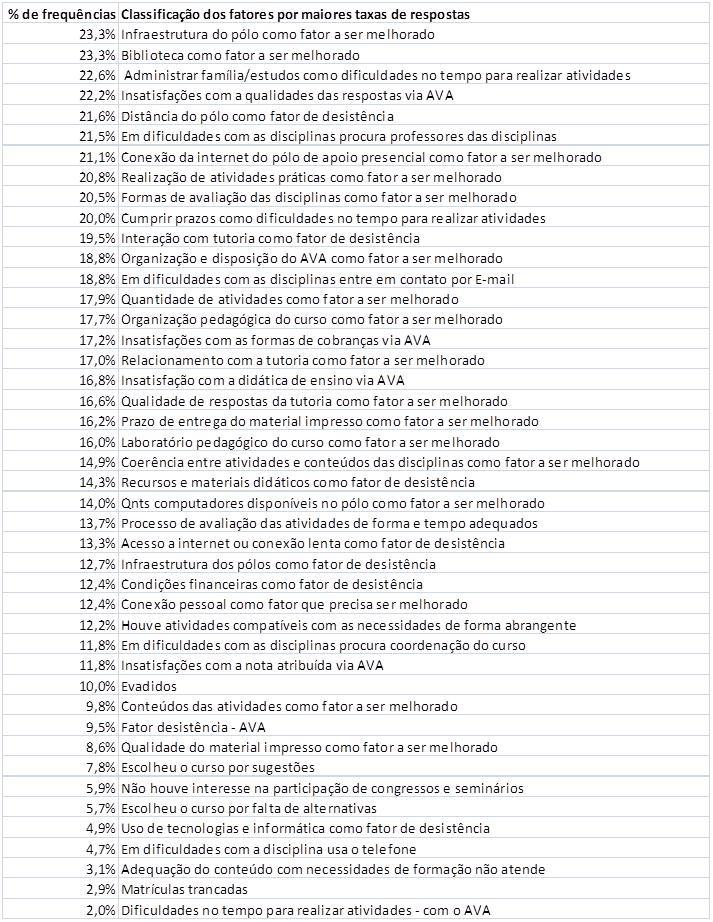 % de frequências Classificação dos fatores por maiores taxas de respostas
23,3% Infraestrutura do pólo como fator a ser melhorado
23,3% Biblioteca como fator a ser melhorado
22,6% Administrar família/estudos como dificuldades no tempo para realizar atividades
22,2% Insatisfações com a qualidades das respostas via AVA
21,6% Distância do pólo como fator de desistência
21,5% Em dificuldades com as disciplinas procura professores das disciplinas
21,1% Conexão da internet do pólo de apoio presencial como fator a ser melhorado
20,8% Realização de atividades práticas como fator a ser melhorado
20,5% Formas de avaliação das disciplinas como fator a ser melhorado
20,0% Cumprir prazos como dificuldades no tempo para realizar atividades
19,5% Interação com tutoria como fator de desistência
18,8% Organização e disposição do AVA como fator a ser melhorado
18,8% Em dificuldades com as disciplinas entre em contato por E-mail
17,9% Quantidade de atividades como fator a ser melhorado
17,7% Organização pedagógica do curso como fator a ser melhorado
17,2% Insatisfações com as formas de cobranças via AVA
17,0% Relacionamento com a tutoria como fator a ser melhorado
16,8% Insatisfação com a didática de ensino via AVA
16,6% Qualidade de respostas da tutoria como fator a ser melhorado
16,2% Prazo de entrega do material impresso como fator a ser melhorado
16,0% Laboratório pedagógico do curso como fator a ser melhorado
14,9% Coerência entre atividades e conteúdos das disciplinas como fator a ser melhorado
14,3% Recursos e materiais didáticos como fator de desistência
14,0% Qnts computadores disponíveis no pólo como fator a ser melhorado
13,7% Processo de avaliação das atividades de forma e tempo adequados
13,3% Acesso a internet ou conexão lenta como fator de desistência
12,7% Infraestrutura dos pólos como fator de desistência
12,4% Condições financeiras como fator de desistência
12,4% Conexão pessoal como fator que precisa ser melhorado
12,2% Houve atividades compatíveis com as necessidades de forma abrangente
11,8% Em dificuldades com as disciplinas procura coordenação do curso
11,8% Insatisfações com a nota atribuída via AVA
10,0% Evadidos
9,8% Conteúdos das atividades como fator a ser melhorado
9,5% Fator desistência - AVA
8,6% Qualidade do material impresso como fator a ser melhorado
7,8% Escolheu o curso por sugestões
5,9% Não houve interesse na participação de congressos e seminários
5,7% Escolheu o curso por falta de alternativas
4,9% Uso de tecnologias e informática como fator de desistência
4,7% Em dificuldades com a disciplina usa o telefone
3,1% Adequação do conteúdo com necessidades de formação não atende
2,9% Matrículas trancadas
2,0% Dificuldades no tempo para realizar atividades - com o AVA